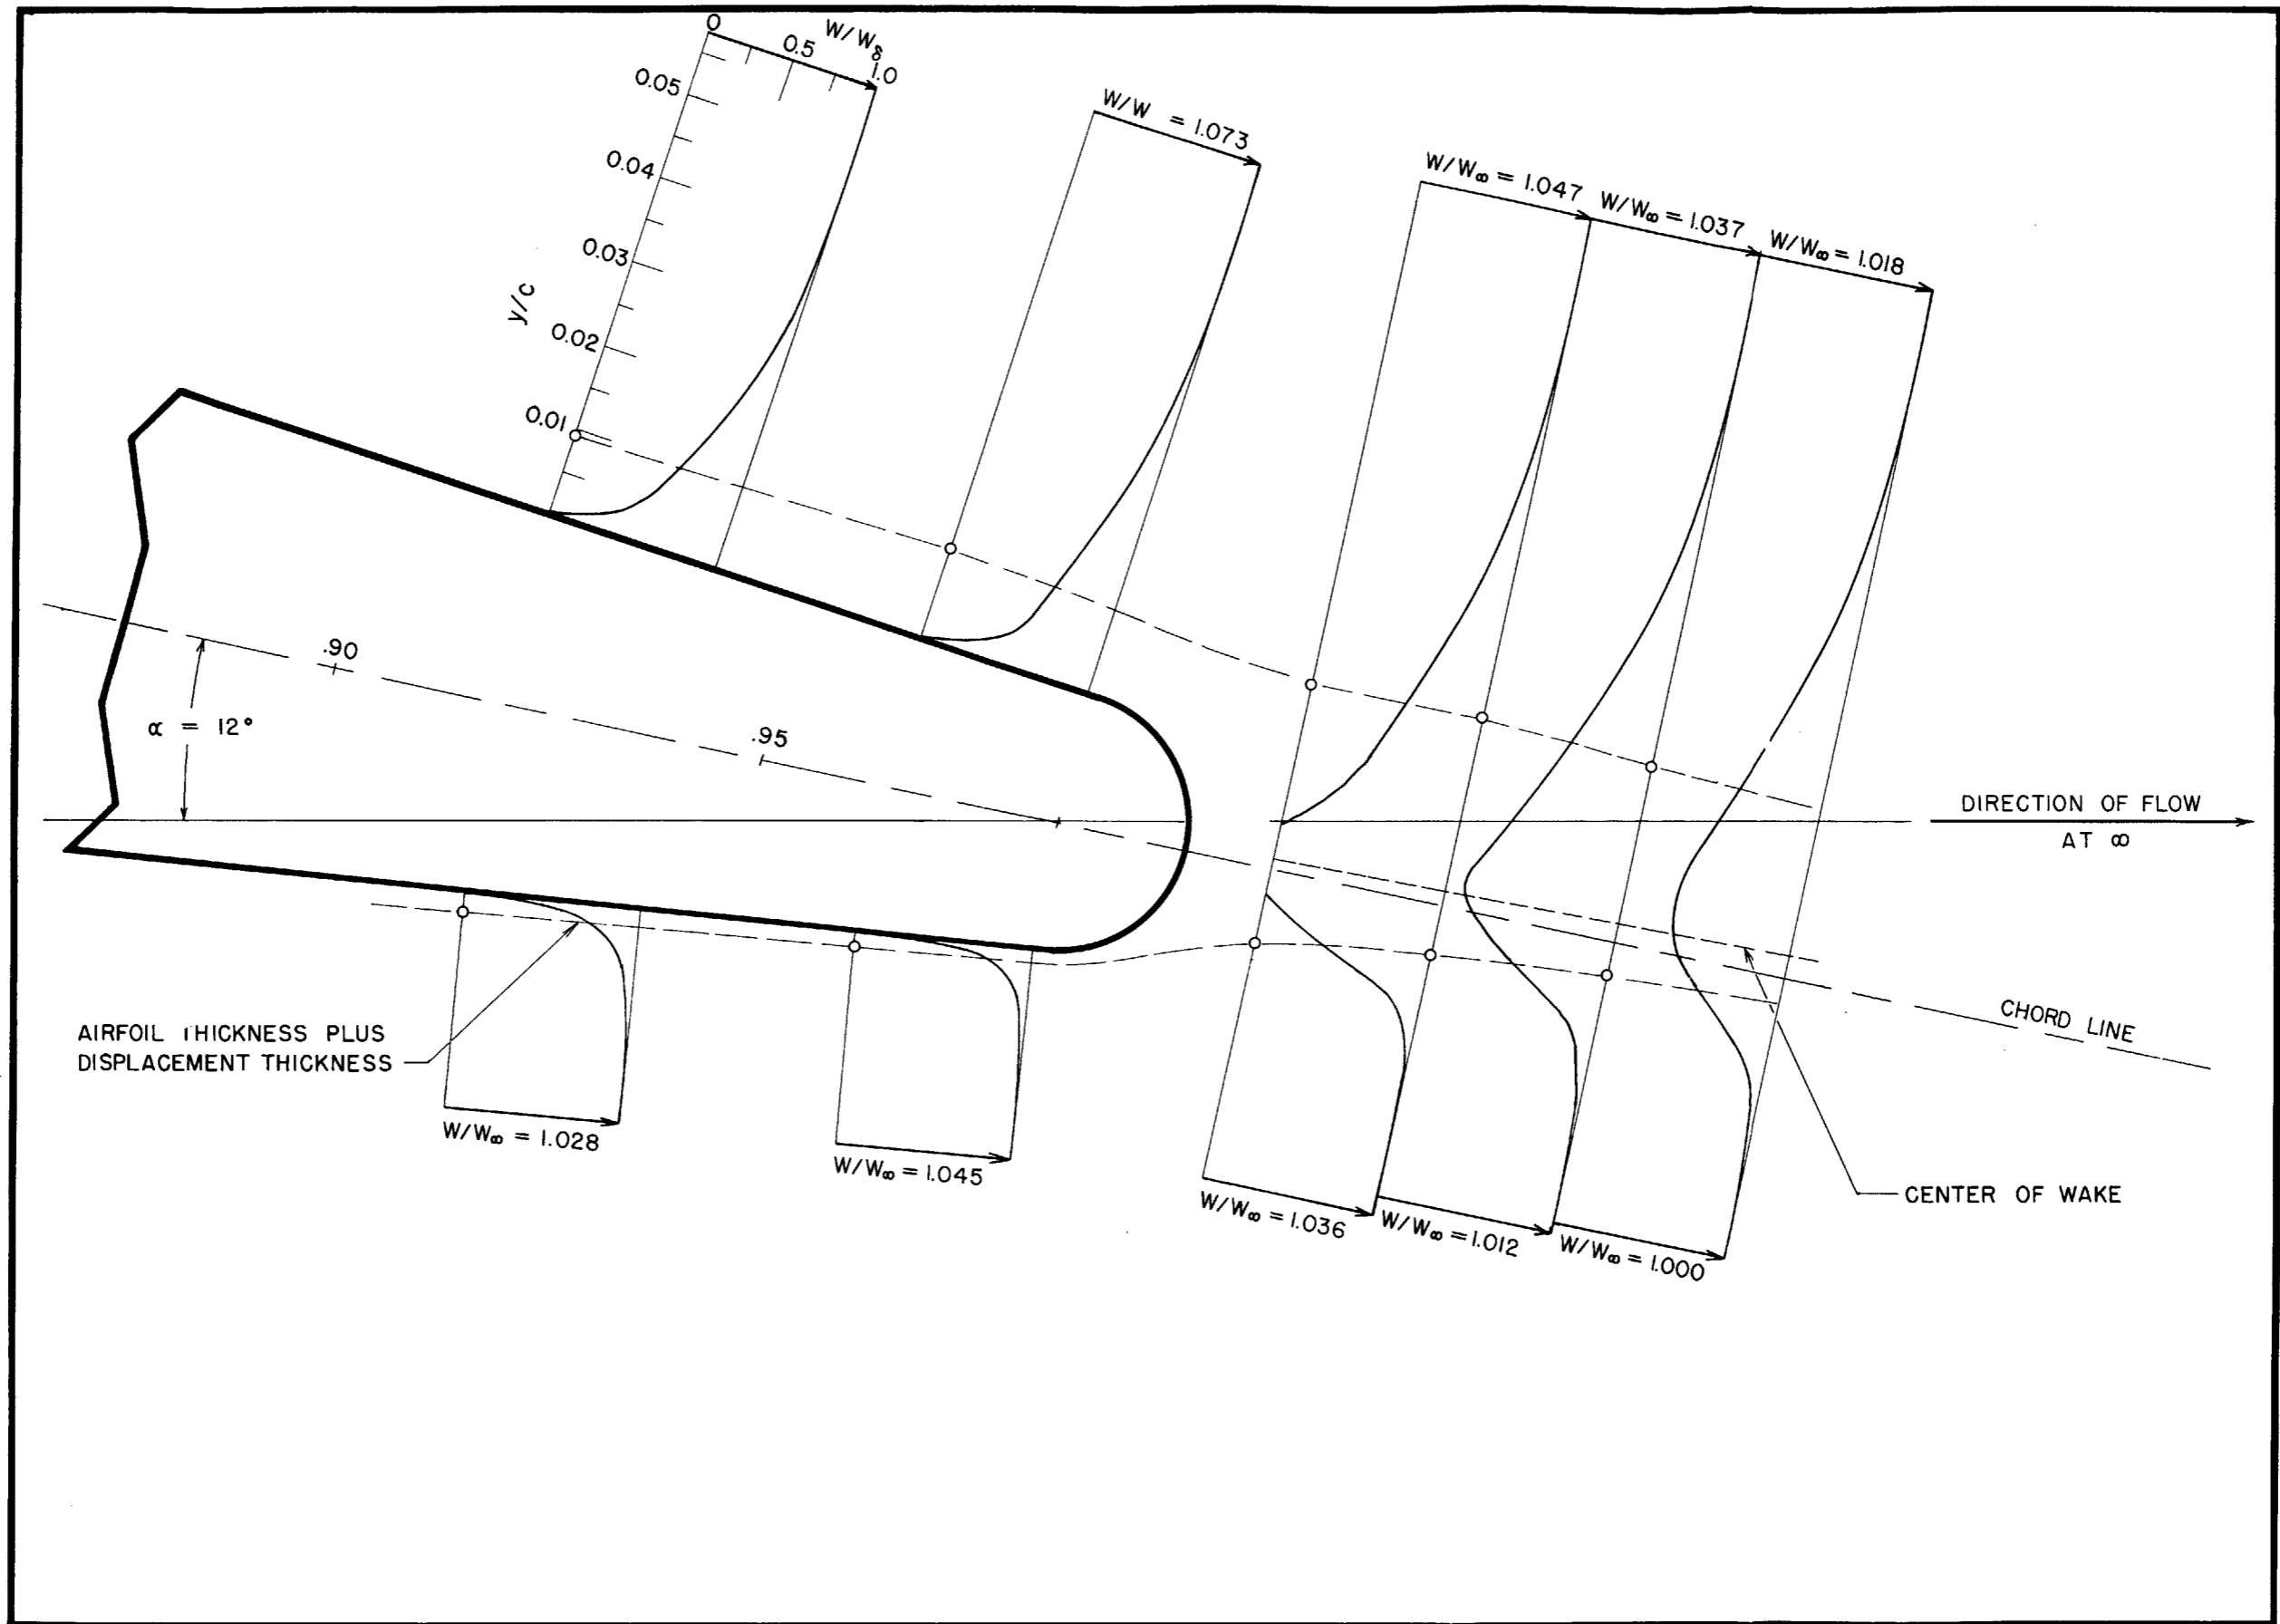 0
0.5
W/Wδ
1.0
0.05
0.04
0.03
0.02
0.01
y/c
W/W = 1.073
W/W∞ = 1.047
W/W∞ = 1.037
W/W∞ = 1.018
.90
.95
α = 12°
DIRECTION OF FLOW
AT ∞
CHORD LINE
AIRFOIL THICKNESS PLUS
DISPLACEMENT THICKNESS
W/W∞ = 1.028
W/W∞ = 1.045
W/W∞ = 1.036
W/W∞ = 1.012
W/W∞ = 1.000
CENTER OF WAKE